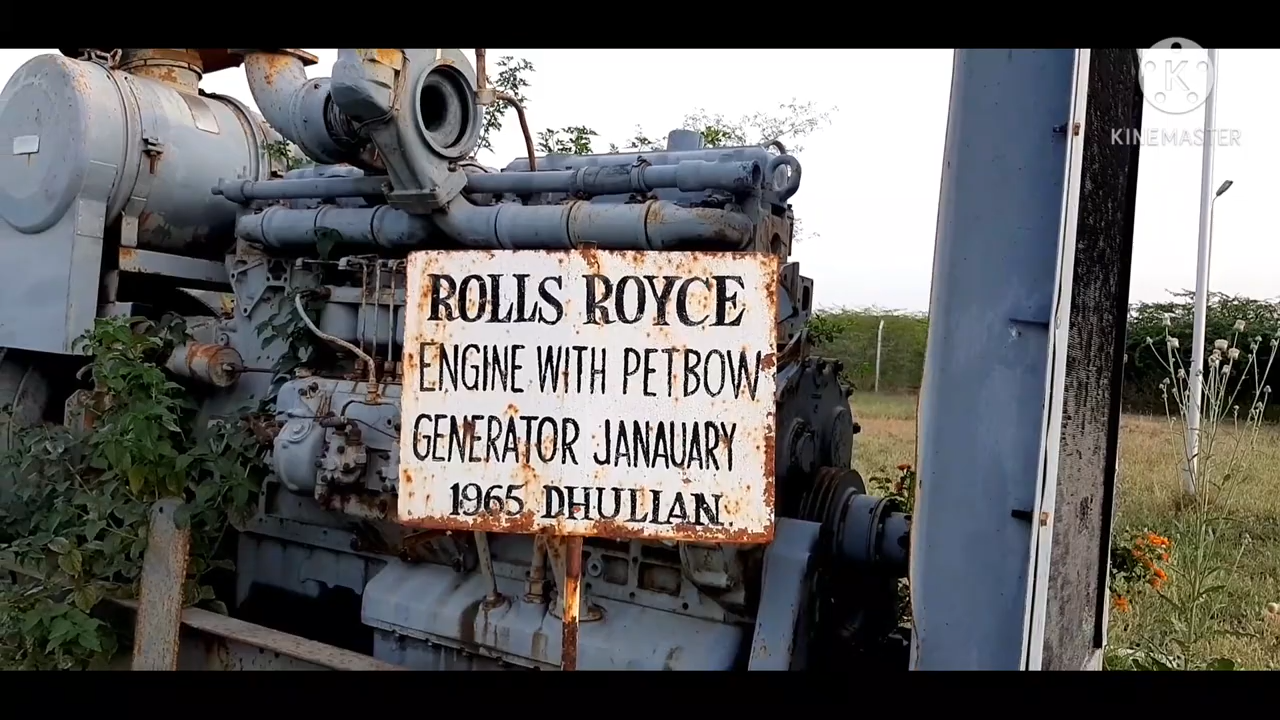 K
KINEMASTER
ROLLS ROYCE
ENGINE WITH PETBOW
GENERATOR JANAUARY
1965 DHULIAN